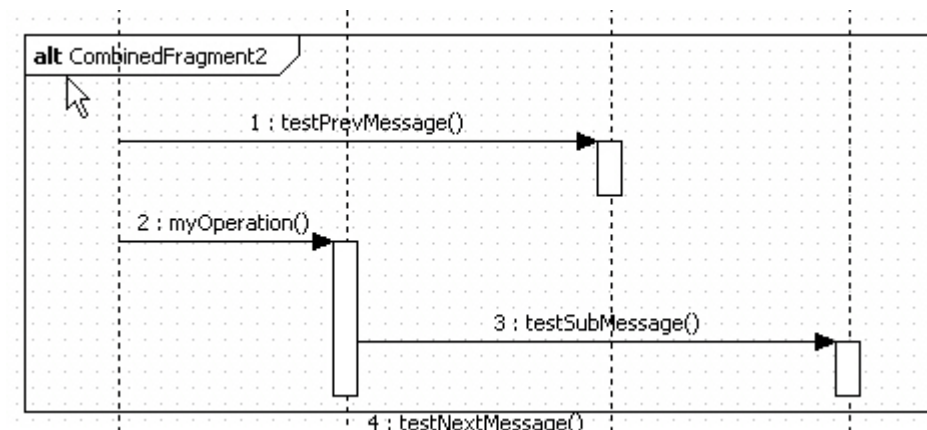 alt CombinedFragment2
1 : testPrevMessage()
2 : myOperation()
3 : testSubMessage()
4 : testNextMessage()